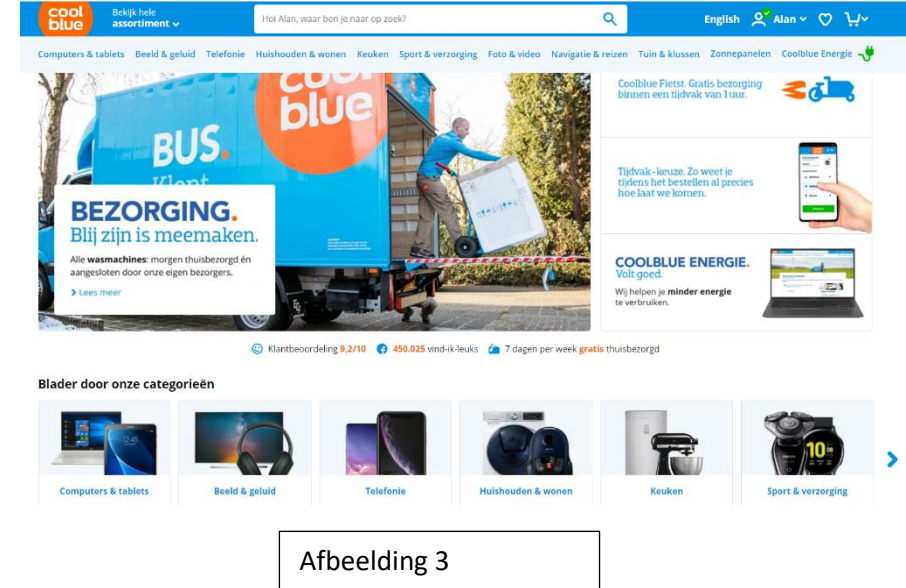 cool
blue
Bekijk hele
assortiment
Hoi Alan, waar ben je naar op zoek?
English
Alan
Computers & tablets Beeld & geluid Telefonie Huishouden & wonen Keuken Sport & verzorging Foto & video Navigatie & reizen Tuin & klussen Zonnepanelen Coolblue Energie
cool
blue
BUS.
Klant
BEZORGING.
Blij zijn is meemaken.
Alle wasmachines: morgen thuisbezorgd én
aangesloten door onze eigen bezorgers.
Lees meer
Coolblue Fietst. Gratis bezorging
binnen een tijdvak van 1 uur.
Tijdvak-keuze. Zo weet je
tijdens het bestellen al precies
hoe laat we komen.
COOLBLUE ENERGIE.
Volt goed.
Wij helpen je minder energie
te verbruiken.
Klantbeoordeling 9,2/10 450.025 vind-ik-leuks 7 dagen per week gratis thuisbezorgd
Blader door onze categorieën
Computers & tablets
Beeld & geluid
Telefonie
Huishouden & wonen
Keuken
Sport & verzorging
Afbeelding 3